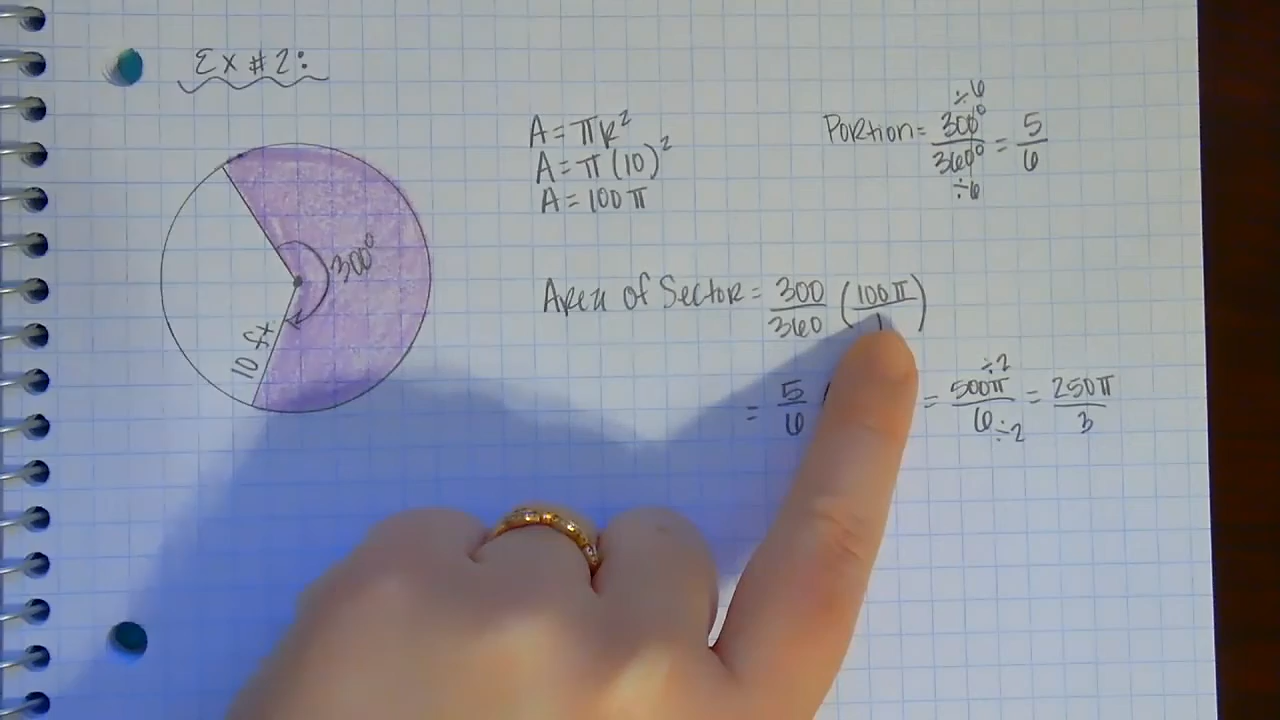 Ex #2:
A = πr²
A = π(10)²
A = 100π
Portion = 300°/360° = 5/6
÷6
÷6
300°
10 ft.
Area of Sector = 300/360 (100π/1)
= 5/6 ( = 500π/6 = 250π/3
÷2
÷2